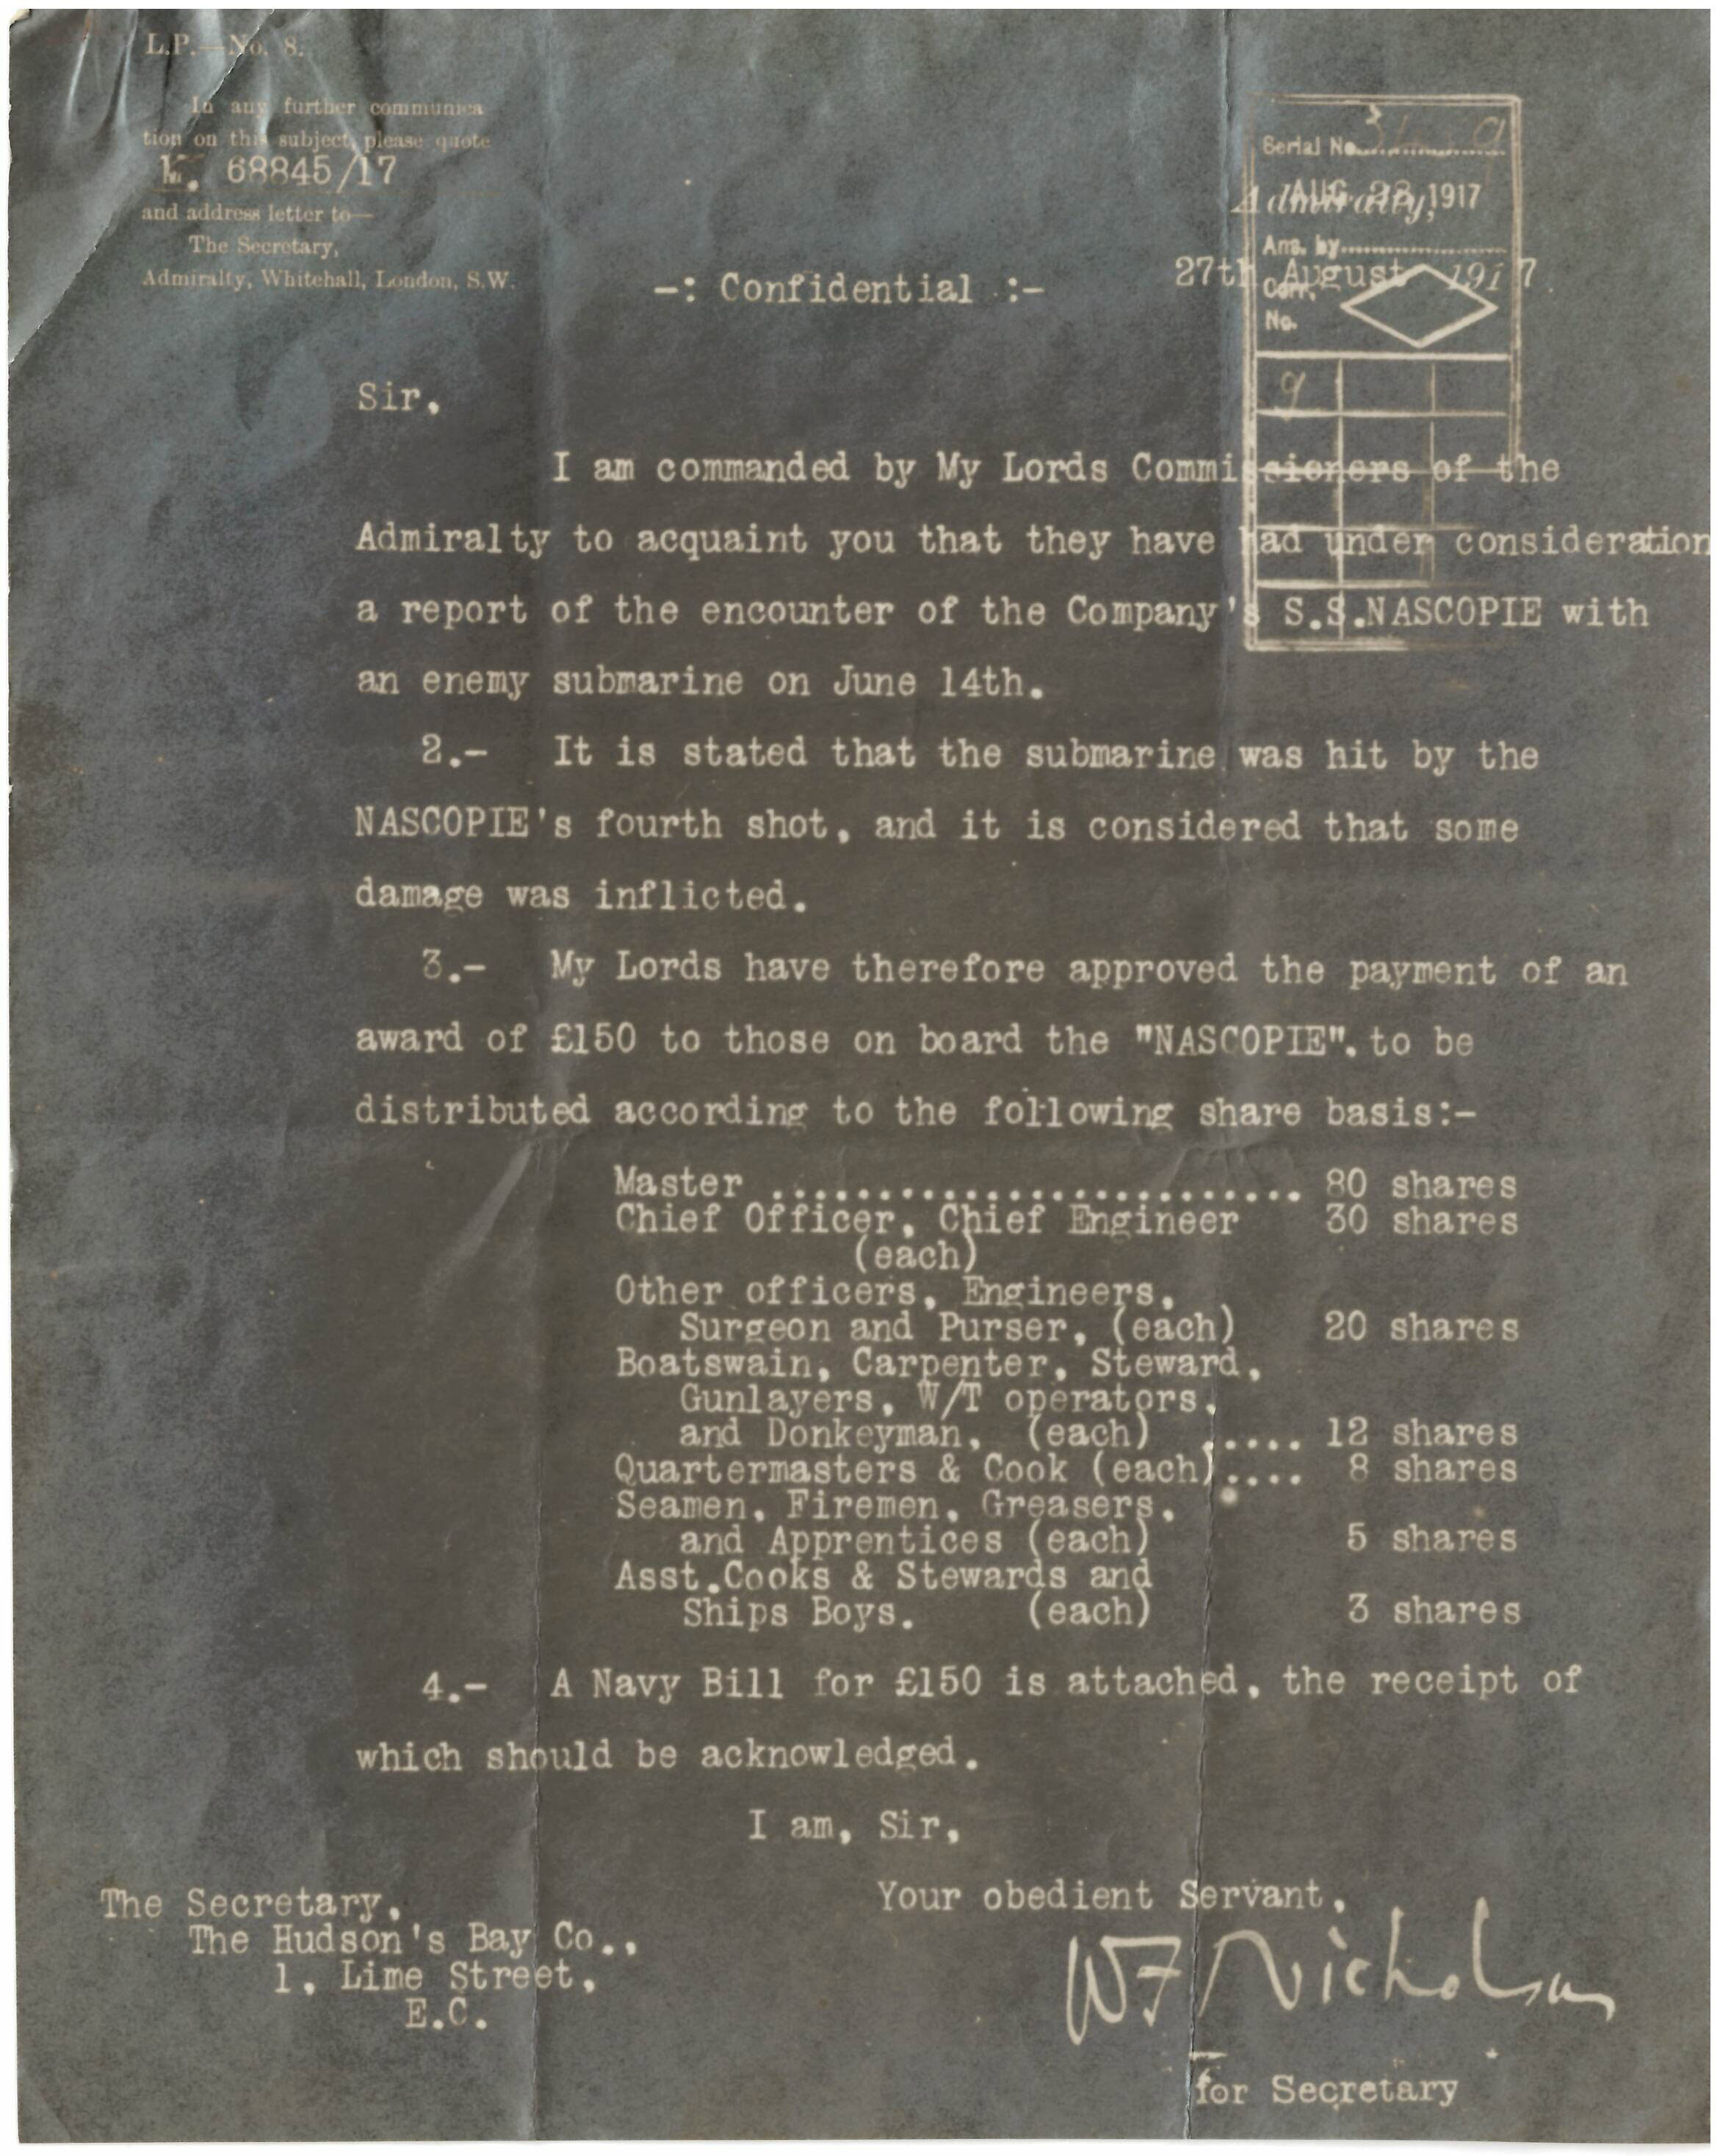 L.P.—No. 8.
In any further communica
tion on this subject, please quote
68845/17
and address letter to—
The Secretary,
Admiralty, Whitehall, London, S.W.
Serial No.
Admiralty,
AUG 1917
Ans. by
27th August 1917
Corr.
No.
-: Confidential :-
Sir,
I am commanded by My Lords Commissioners of the
Admiralty to acquaint you that they have had under consideration
a report of the encounter of the Company's S.S.NASCOPIE with
an enemy submarine on June 14th.
2.- It is stated that the submarine was hit by the
NASCOPIE's fourth shot, and it is considered that some
damage was inflicted.
3.- My Lords have therefore approved the payment of an
award of £150 to those on board the "NASCOPIE". to be
distributed according to the following share basis:-
Master ......................... 80 shares
Chief Officer, Chief Engineer 30 shares
(each)
Other officers, Engineers,
Surgeon and Purser, (each) 20 shares
Boatswain, Carpenter, Steward,
Gunlayers, W/T operators,
and Donkeyman, (each) ..... 12 shares
Quartermasters & Cook (each).... 8 shares
Seamen, Firemen, Greasers,
and Apprentices (each) 5 shares
Asst.Cooks & Stewards and
Ships Boys. (each) 3 shares
4.- A Navy Bill for £150 is attached, the receipt of
which should be acknowledged.
I am, Sir,
Your obedient Servant,
WF Nicholson
for Secretary
The Secretary,
The Hudson's Bay Co.,
1, Lime Street,
E.C.